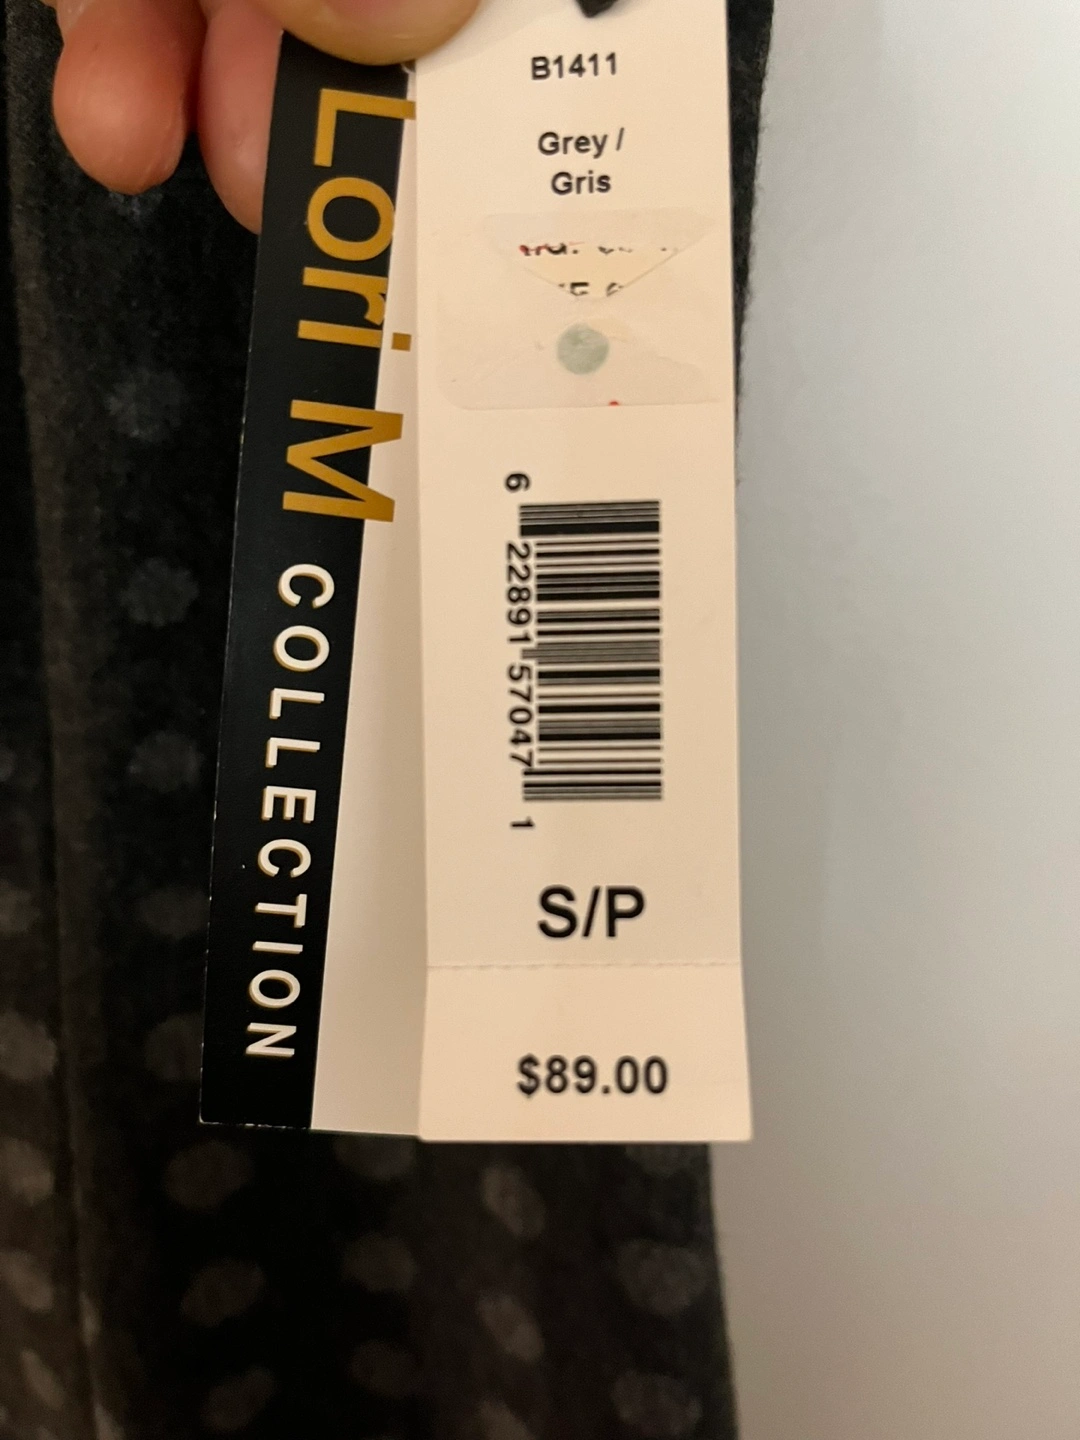 Lori M
COLLECTION
B1411
Grey /
Gris
6 22891 57047 1
S/P
$89.00